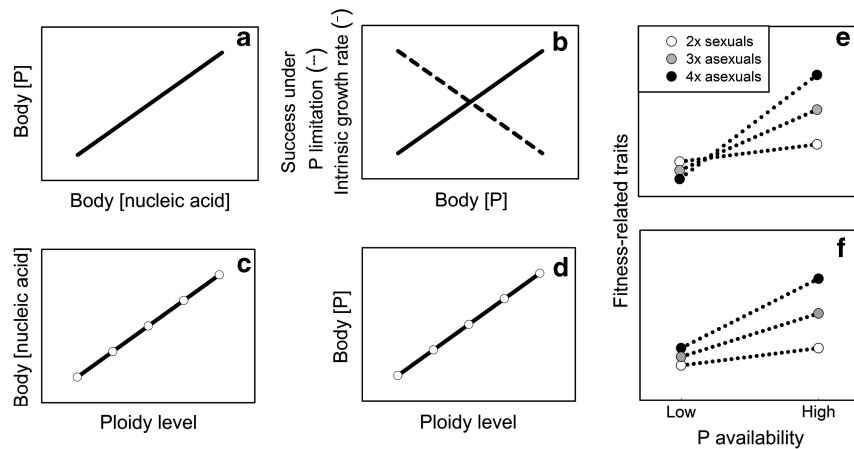 a
Body [P]
Body [nucleic acid]
b
Success under
P limitation (--)
Intrinsic growth rate (-)
Body [P]
c
Body [nucleic acid]
Ploidy level
d
Body [P]
Ploidy level
e
2x sexuals
3x asexuals
4x asexuals
Fitness-related traits
f
Low
High
P availability